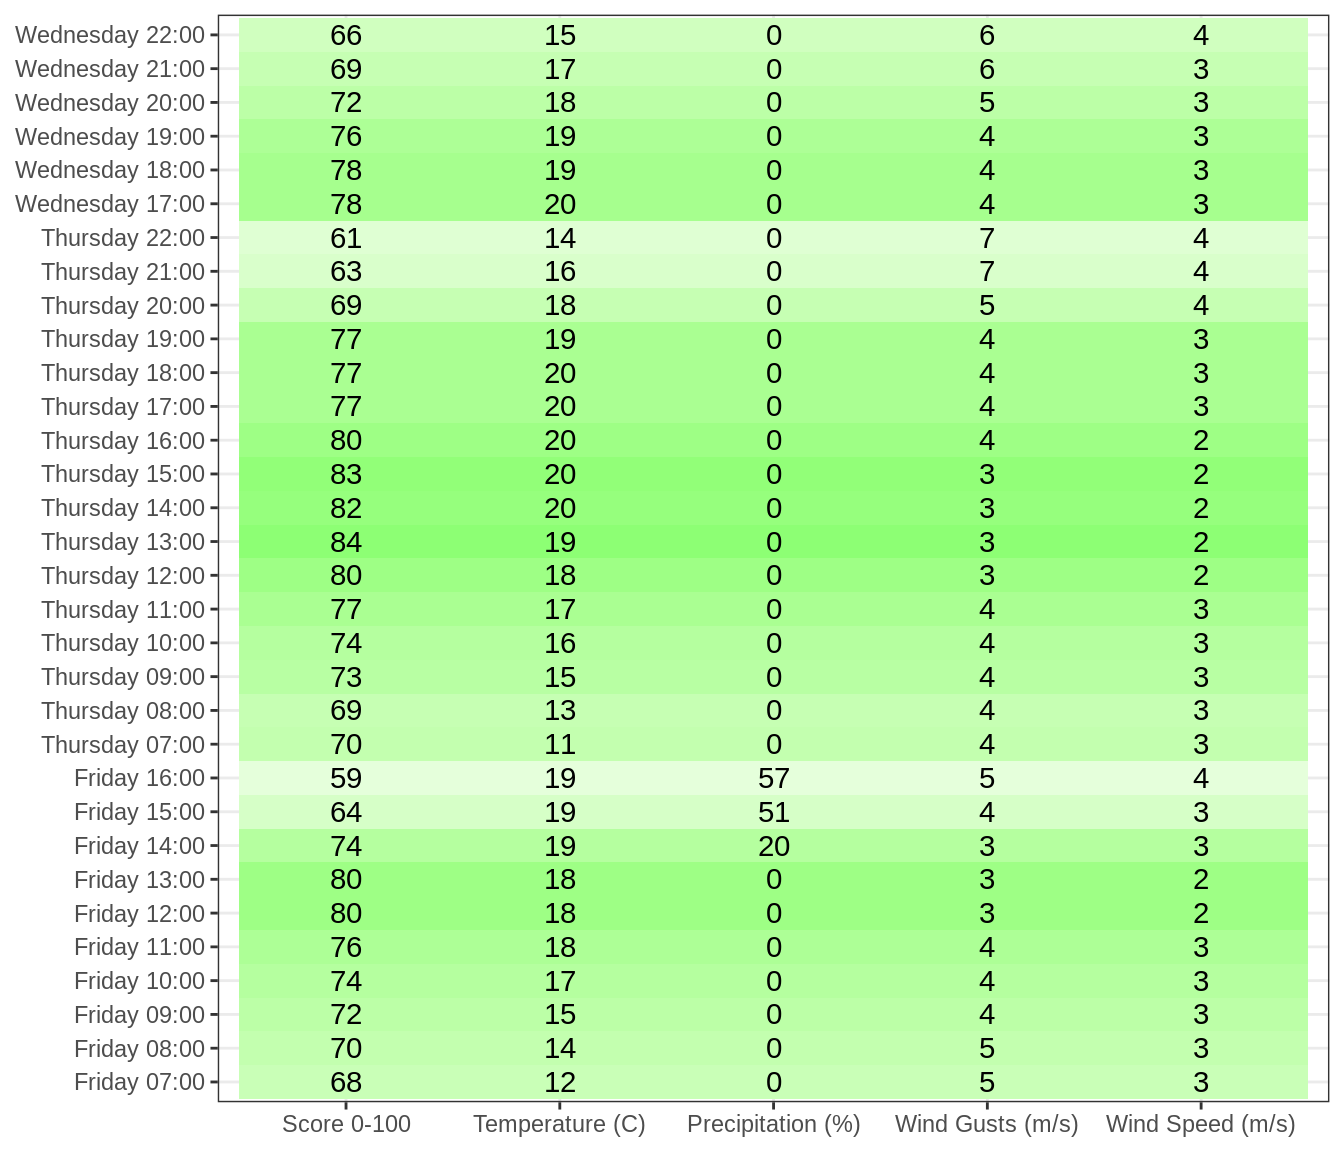 Wednesday 22:00 66 15 0 6 4
Wednesday 21:00 69 17 0 6 3
Wednesday 20:00 72 18 0 5 3
Wednesday 19:00 76 19 0 4 3
Wednesday 18:00 78 19 0 4 3
Wednesday 17:00 78 20 0 4 3
Thursday 22:00 61 14 0 7 4
Thursday 21:00 63 16 0 7 4
Thursday 20:00 69 18 0 5 4
Thursday 19:00 77 19 0 4 3
Thursday 18:00 77 20 0 4 3
Thursday 17:00 77 20 0 4 3
Thursday 16:00 80 20 0 4 2
Thursday 15:00 83 20 0 3 2
Thursday 14:00 82 20 0 3 2
Thursday 13:00 84 19 0 3 2
Thursday 12:00 80 18 0 3 2
Thursday 11:00 77 17 0 4 3
Thursday 10:00 74 16 0 4 3
Thursday 09:00 73 15 0 4 3
Thursday 08:00 69 13 0 4 3
Thursday 07:00 70 11 0 4 3
Friday 16:00 59 19 57 5 4
Friday 15:00 64 19 51 4 3
Friday 14:00 74 19 20 3 3
Friday 13:00 80 18 0 3 2
Friday 12:00 80 18 0 3 2
Friday 11:00 76 18 0 4 3
Friday 10:00 74 17 0 4 3
Friday 09:00 72 15 0 4 3
Friday 08:00 70 14 0 5 3
Friday 07:00 68 12 0 5 3
Score 0-100 Temperature (C) Precipitation (%) Wind Gusts (m/s) Wind Speed (m/s)